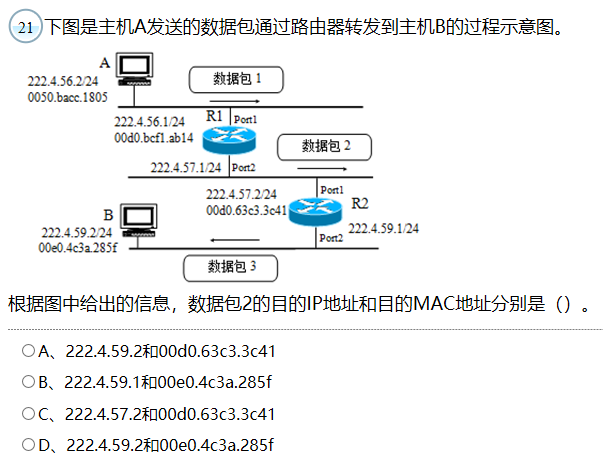 21 下图是主机A发送的数据包通过路由器转发到主机B的过程示意图。
A
222.4.56.2/24
0050.bacc.1805
数据包 1
222.4.56.1/24
00d0.bcf1.ab14
R1 Port1
数据包 2
222.4.57.1/24 Port2
222.4.57.2/24
00d0.63c3.3c41
Port1
R2
B
222.4.59.2/24
00e0.4c3a.285f
222.4.59.1/24
Port2
数据包 3
根据图中给出的信息，数据包2的目的IP地址和目的MAC地址分别是（）。
A、222.4.59.2和00d0.63c3.3c41
B、222.4.59.1和00e0.4c3a.285f
C、222.4.57.2和00d0.63c3.3c41
D、222.4.59.2和00e0.4c3a.285f